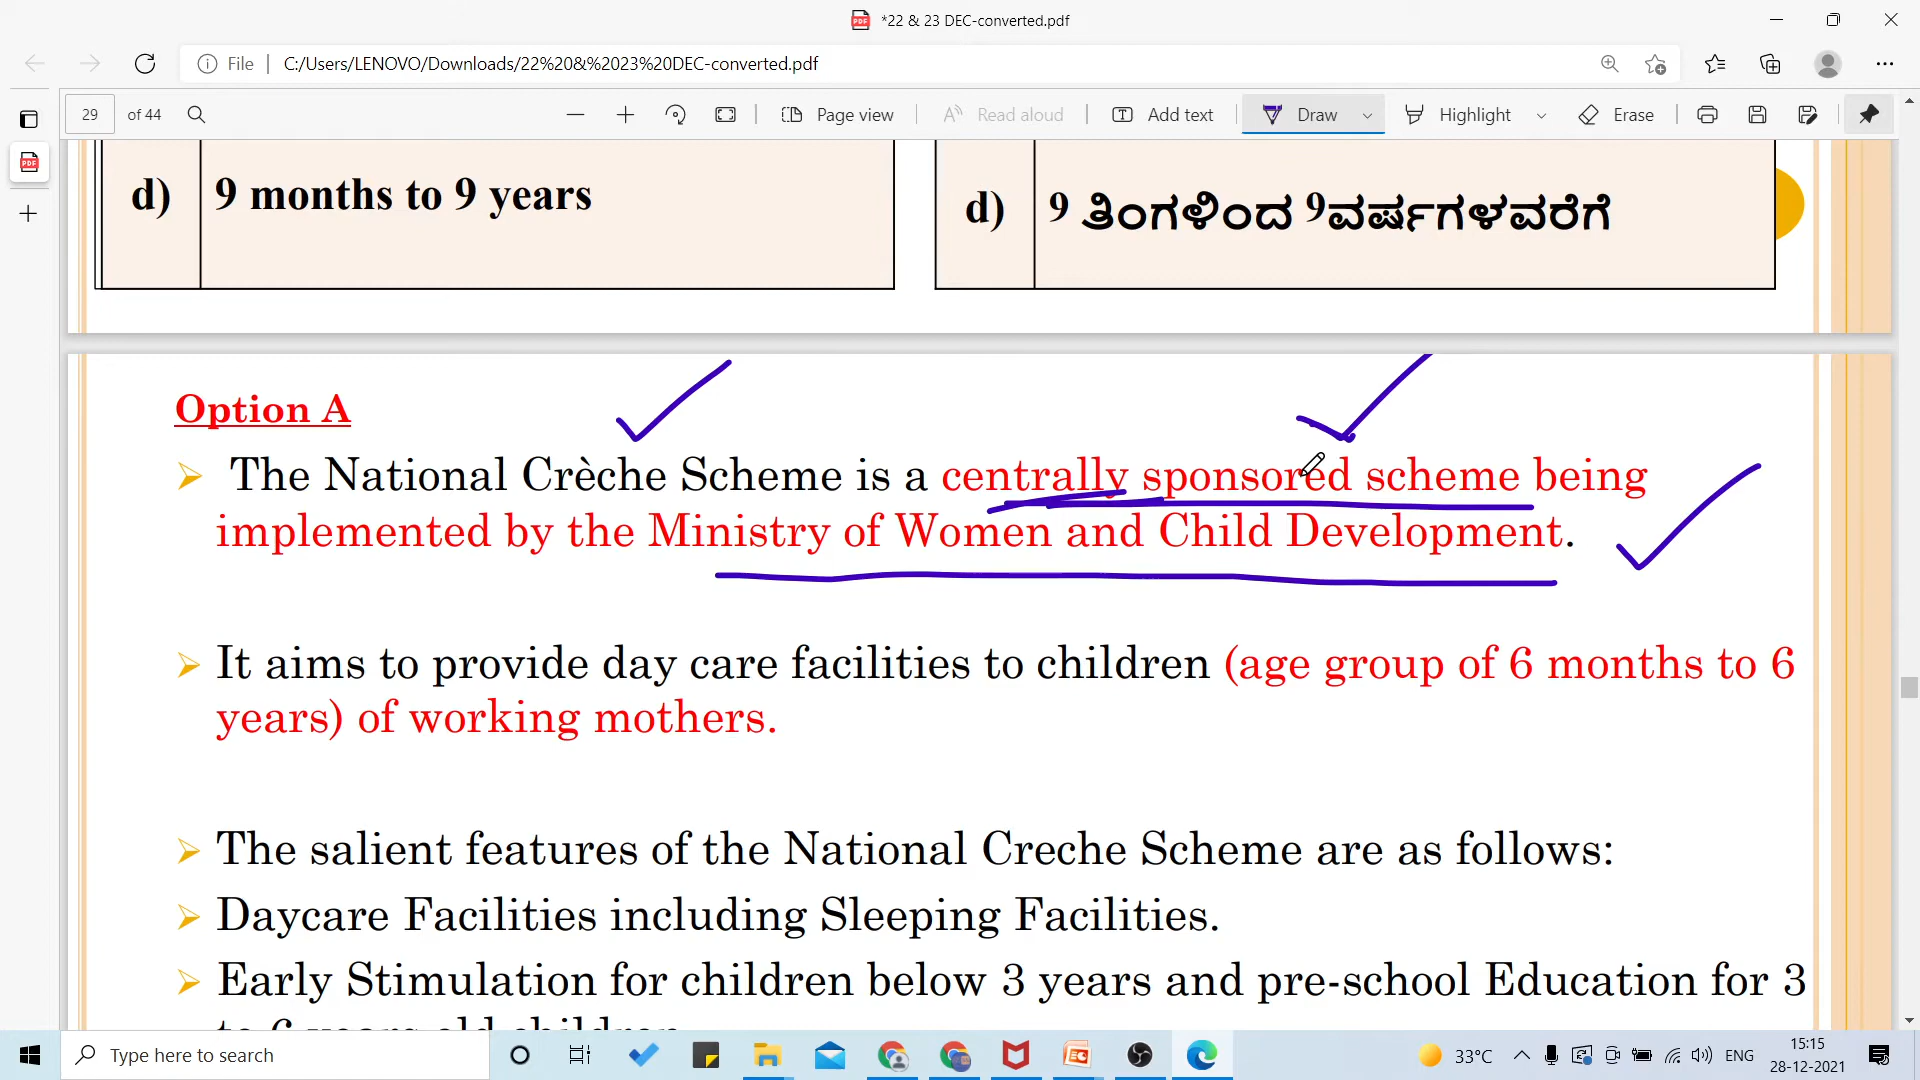 *22 & 23 DEC-converted.pdf
File
C:/Users/LENOVO/Downloads/22%20&%2023%20DEC-converted.pdf
29 of 44
Page view
Read aloud
Add text
Draw
Highlight
Erase
d) 9 months to 9 years
d) 9 ತಿಂಗಳಿಂದ 9ವರ್ಷಗಳವರೆಗೆ
Option A
The National Crèche Scheme is a centrally sponsored scheme being
implemented by the Ministry of Women and Child Development.
It aims to provide day care facilities to children (age group of 6 months to 6
years) of working mothers.
The salient features of the National Creche Scheme are as follows:
Daycare Facilities including Sleeping Facilities.
Early Stimulation for children below 3 years and pre-school Education for 3
to 6 years old children
Type here to search
33°C
ENG
15:15
28-12-2021